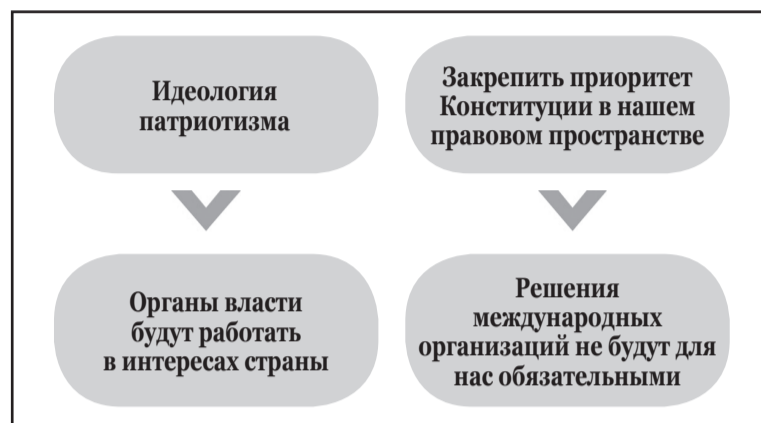 Идеология
патриотизма
Закрепить приоритет
Конституции в нашем
правовом пространстве
Органы власти
будут работать
в интересах страны
Решения
международных
организаций не будут для
нас обязательными